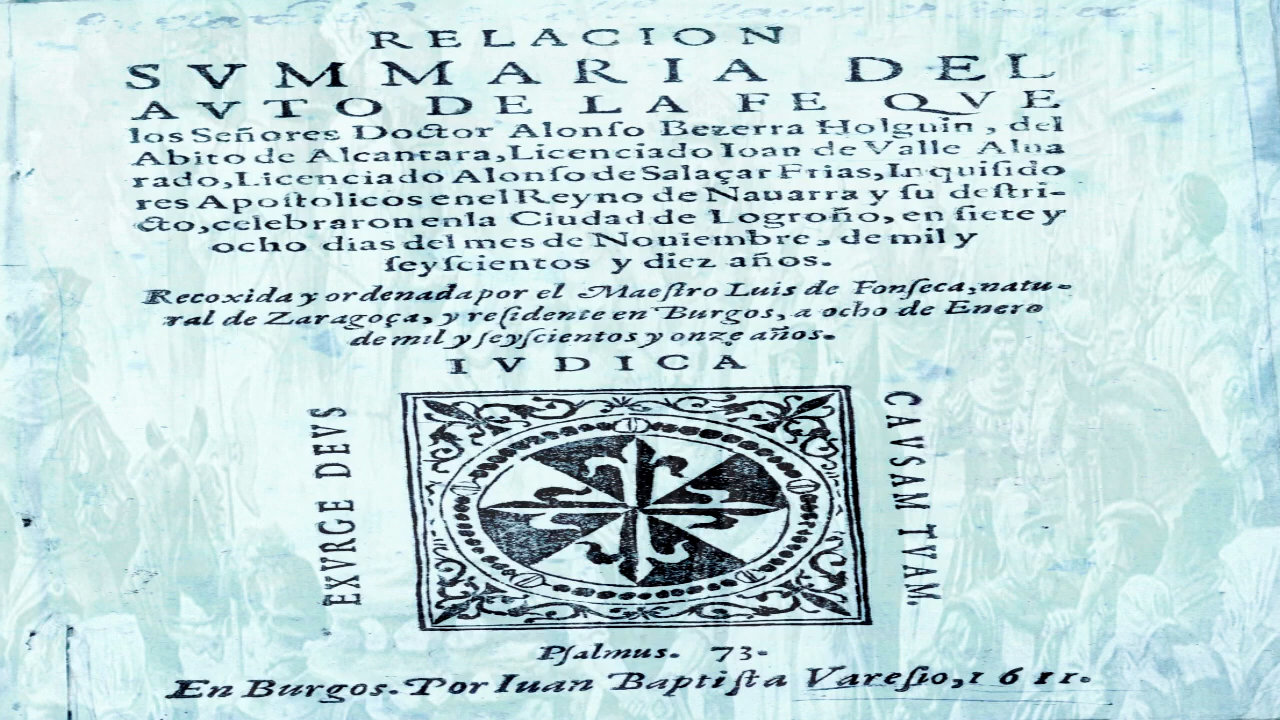 RELACION
SVMMARIA DEL
AVTO DE LA FE QVE
los Señores Doctor Alonſo Bezerra Holguin, del
Abito de Alcantara, Licenciado Ioan de Valle Alua
rado, Licenciado Alonſo de Salaçar Frias, Inquiſido
res Apoſtolicos en el Reyno de Nauarra y ſu deſtri-
cto, celebraron en la Ciudad de Logroño, en ſiete y
ocho dias del mes de Nouiembre, de mil y
ſeyſcientos y diez años.
Recoxida y ordenada por el Maeſtro Luis de Fonſeca, natu-
ral de Zaragoça, y reſidente en Burgos, a ocho de Enero
de mil y ſeyſcientos y onze años.
IVDICA
EXVRGE DEVS
CAVSAM TVAM.
Pſalmus. 73.
En Burgos. Por Iuan Baptiſta Vareſio, 1611.